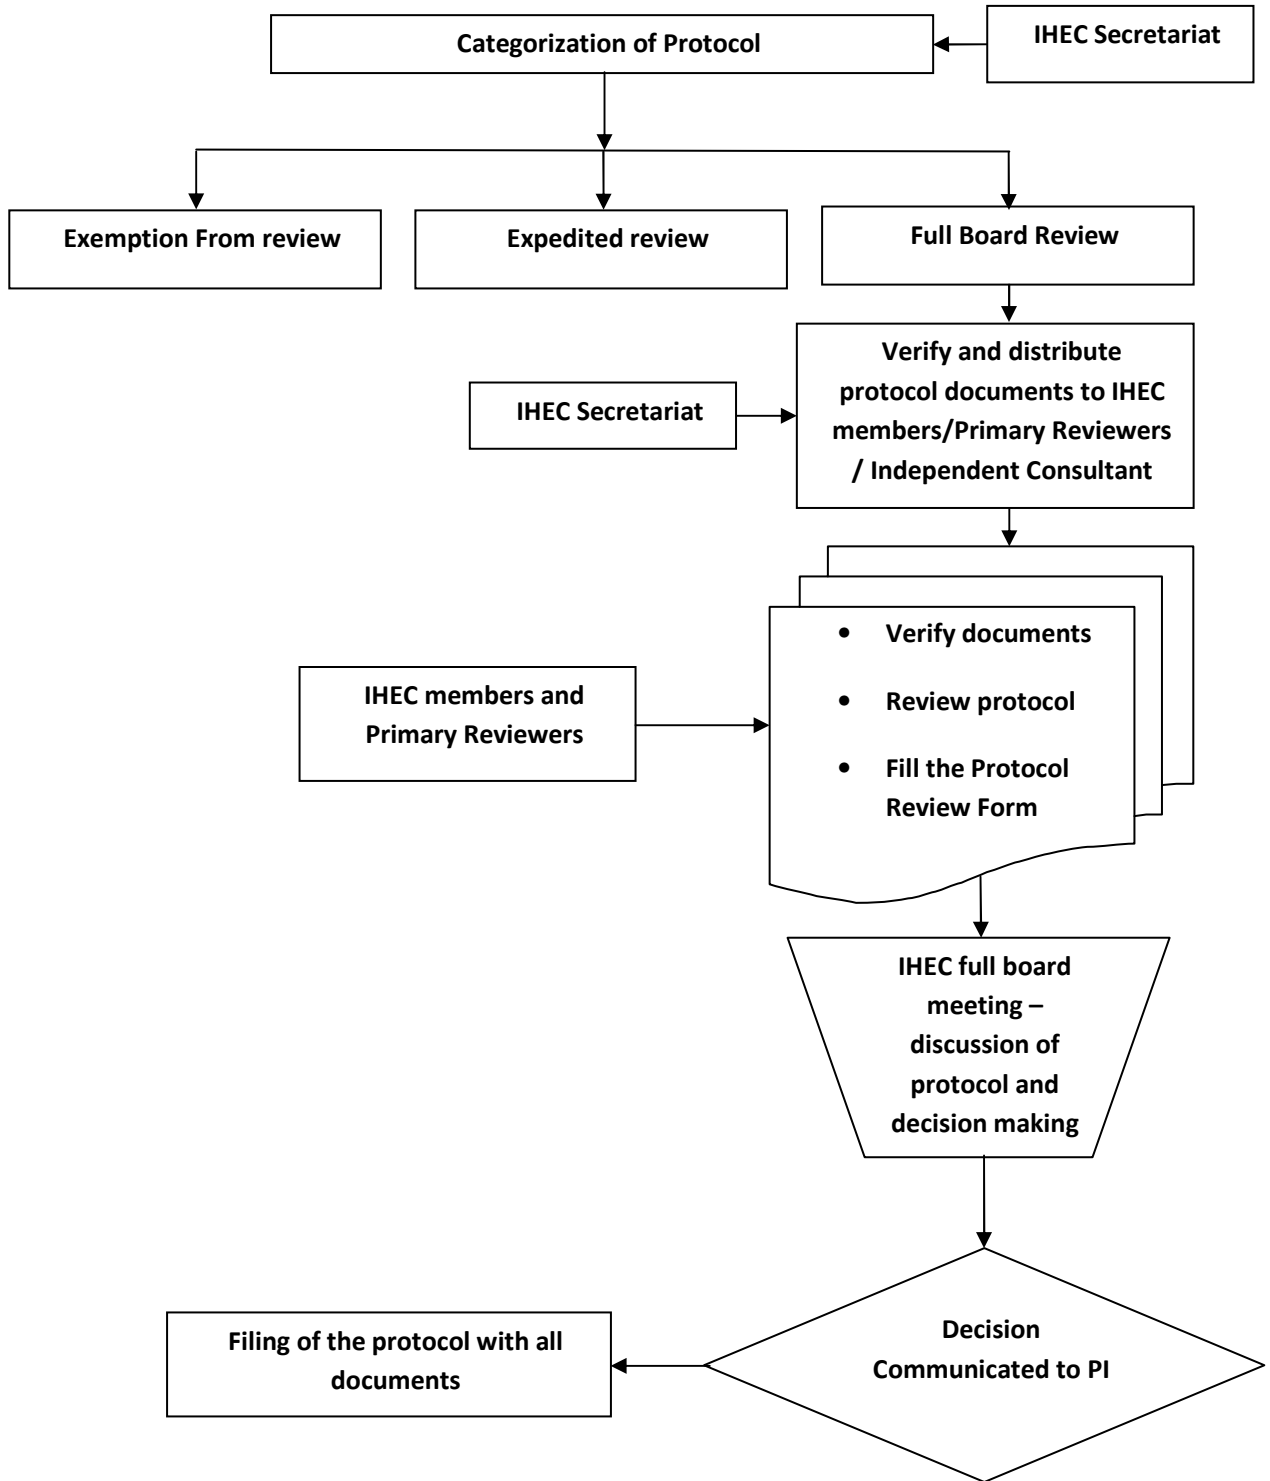 Categorization of Protocol
IHEC Secretariat
Exemption From review
Expedited review
Full Board Review
Verify and distribute
protocol documents to IHEC
members/Primary Reviewers
/ Independent Consultant
IHEC Secretariat
• Verify documents
• Review protocol
• Fill the Protocol
Review Form
IHEC members and
Primary Reviewers
IHEC full board
meeting –
discussion of
protocol and
decision making
Decision
Communicated to PI
Filing of the protocol with all
documents